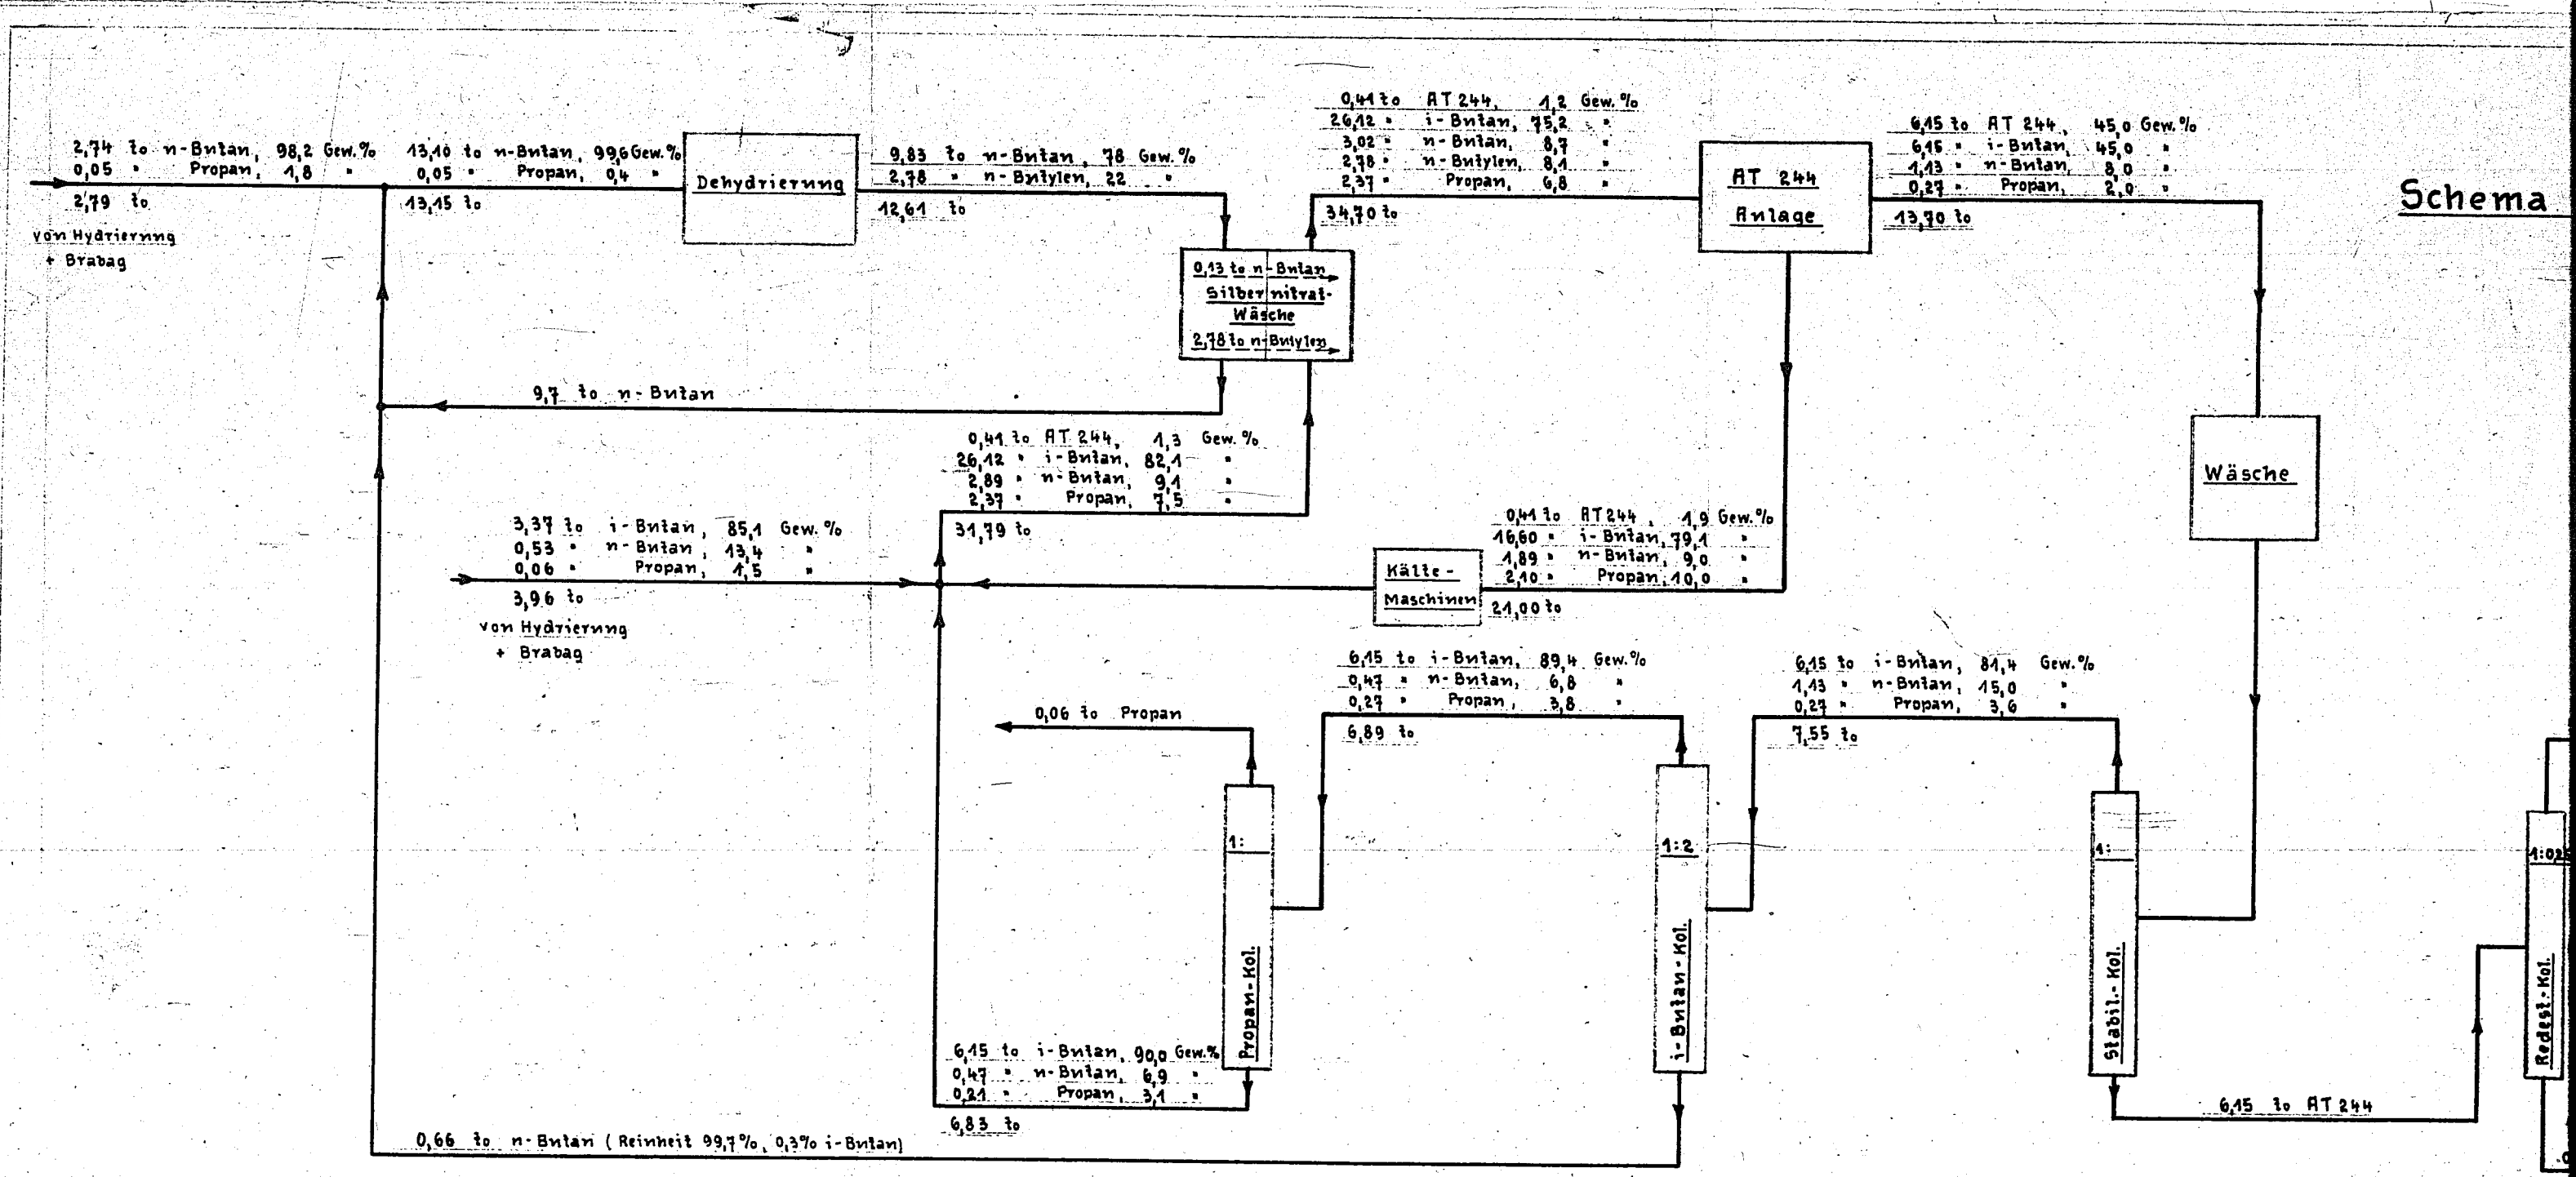 Schema
2,74 to n-Butan, 98,2 Gew.%
0,05 " Propan, 1,8 "
2,79 to
von Hydrierung
+ Brabag
13,10 to n-Butan, 99,6 Gew.%
0,05 " Propan, 0,4 "
13,15 to
Dehydrierung
9,83 to n-Butan, 78 Gew.%
2,78 " n-Butylen, 22 "
12,61 to
0,13 to n-Butan
Silbernitrat-
Wäsche
2,78 to n-Butylen
0,41 to AT 244, 1,2 Gew.%
26,12 " i-Butan, 75,2 "
3,02 " n-Butan, 8,7 "
2,78 " n-Butylen, 8,1 "
2,37 " Propan, 6,8 "
34,70 to
AT 244
Anlage
6,15 to AT 244, 45,0 Gew.%
6,15 " i-Butan, 45,0 "
1,13 " n-Butan, 8,0 "
0,27 " Propan, 2,0 "
13,70 to
9,7 to n-Butan
0,41 to AT 244, 1,3 Gew.%
26,12 " i-Butan, 82,1 "
2,89 " n-Butan, 9,1 "
2,37 " Propan, 7,5 "
31,79 to
Wäsche
3,37 to i-Butan, 85,1 Gew.%
0,53 " n-Butan, 13,4 "
0,06 " Propan, 1,5 "
3,96 to
von Hydrierung
+ Brabag
Kälte-
Maschinen
0,41 to AT244, 1,9 Gew.%
16,60 " i-Butan, 79,1 "
1,89 " n-Butan, 9,0 "
2,10 " Propan, 10,0 "
21,00 to
0,06 to Propan
6,15 to i-Butan, 89,4 Gew.%
0,47 " n-Butan, 6,8 "
0,27 " Propan, 3,8 "
6,89 to
6,15 to i-Butan, 81,4 Gew.%
1,13 " n-Butan, 15,0 "
0,27 " Propan, 3,6 "
7,55 to
1:
Propan-Kol.
1:2
i-Butan-Kol.
1:
Stabil.-Kol.
Redest.-Kol.
6,15 to i-Butan, 90,0 Gew.%
0,47 " n-Butan, 6,9 "
0,21 " Propan, 3,1 "
6,83 to
6,15 to AT 244
0,66 to n-Butan (Reinheit 99,7%, 0,3% i-Butan)